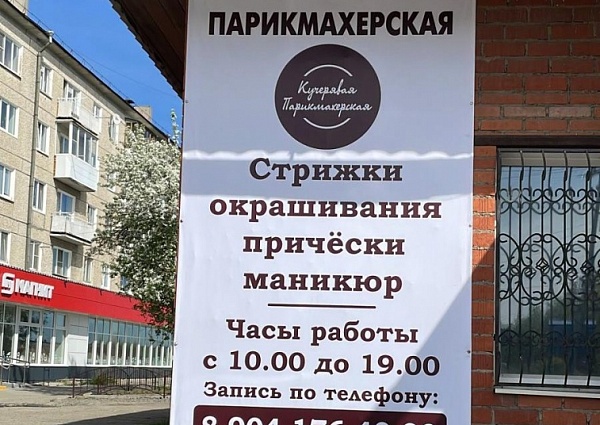 ПАРИКМАХЕРСКАЯ
Кучерявая
Парикмахерская
Стрижки
окрашивания
причёски
маникюр
Часы работы
с 10.00 до 19.00
Запись по телефону:
МАГНИТ